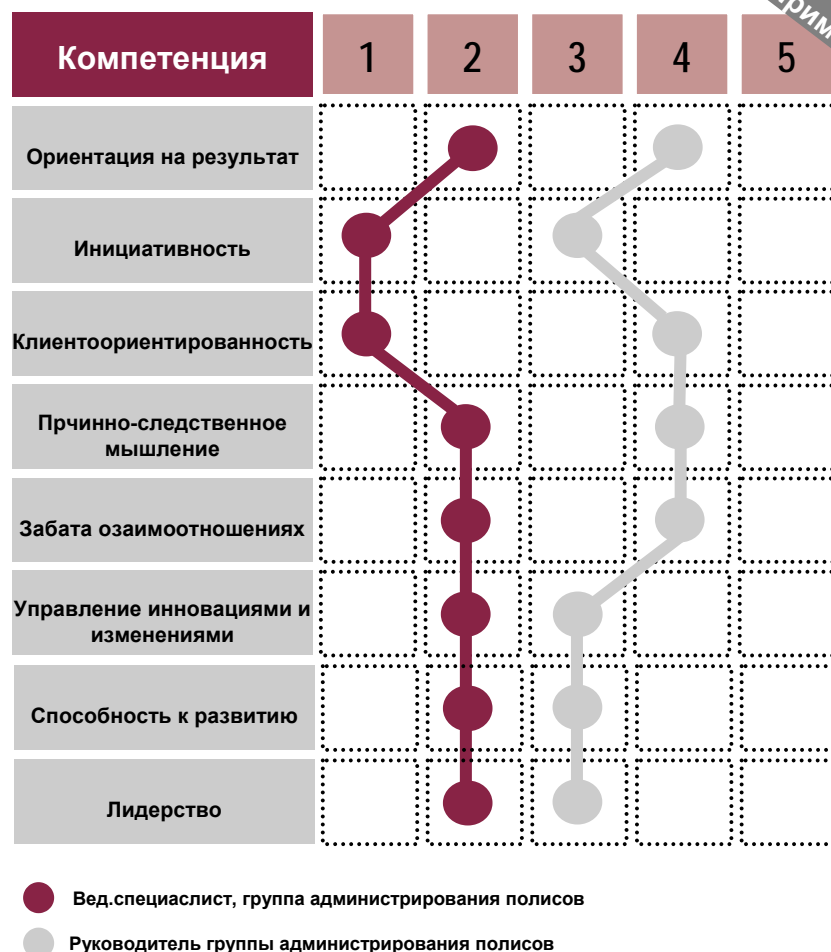 Компетенция 1 2 3 4 5
Ориентация на результат
Инициативность
Клиентоориентированность
Прчинно-следственное
мышление
Забата озаимоотношениях
Управление инновациями и
изменениями
Способность к развитию
Лидерство
Вед.специаслист, группа администрирования полисов
Руководитель группы администрирования полисов